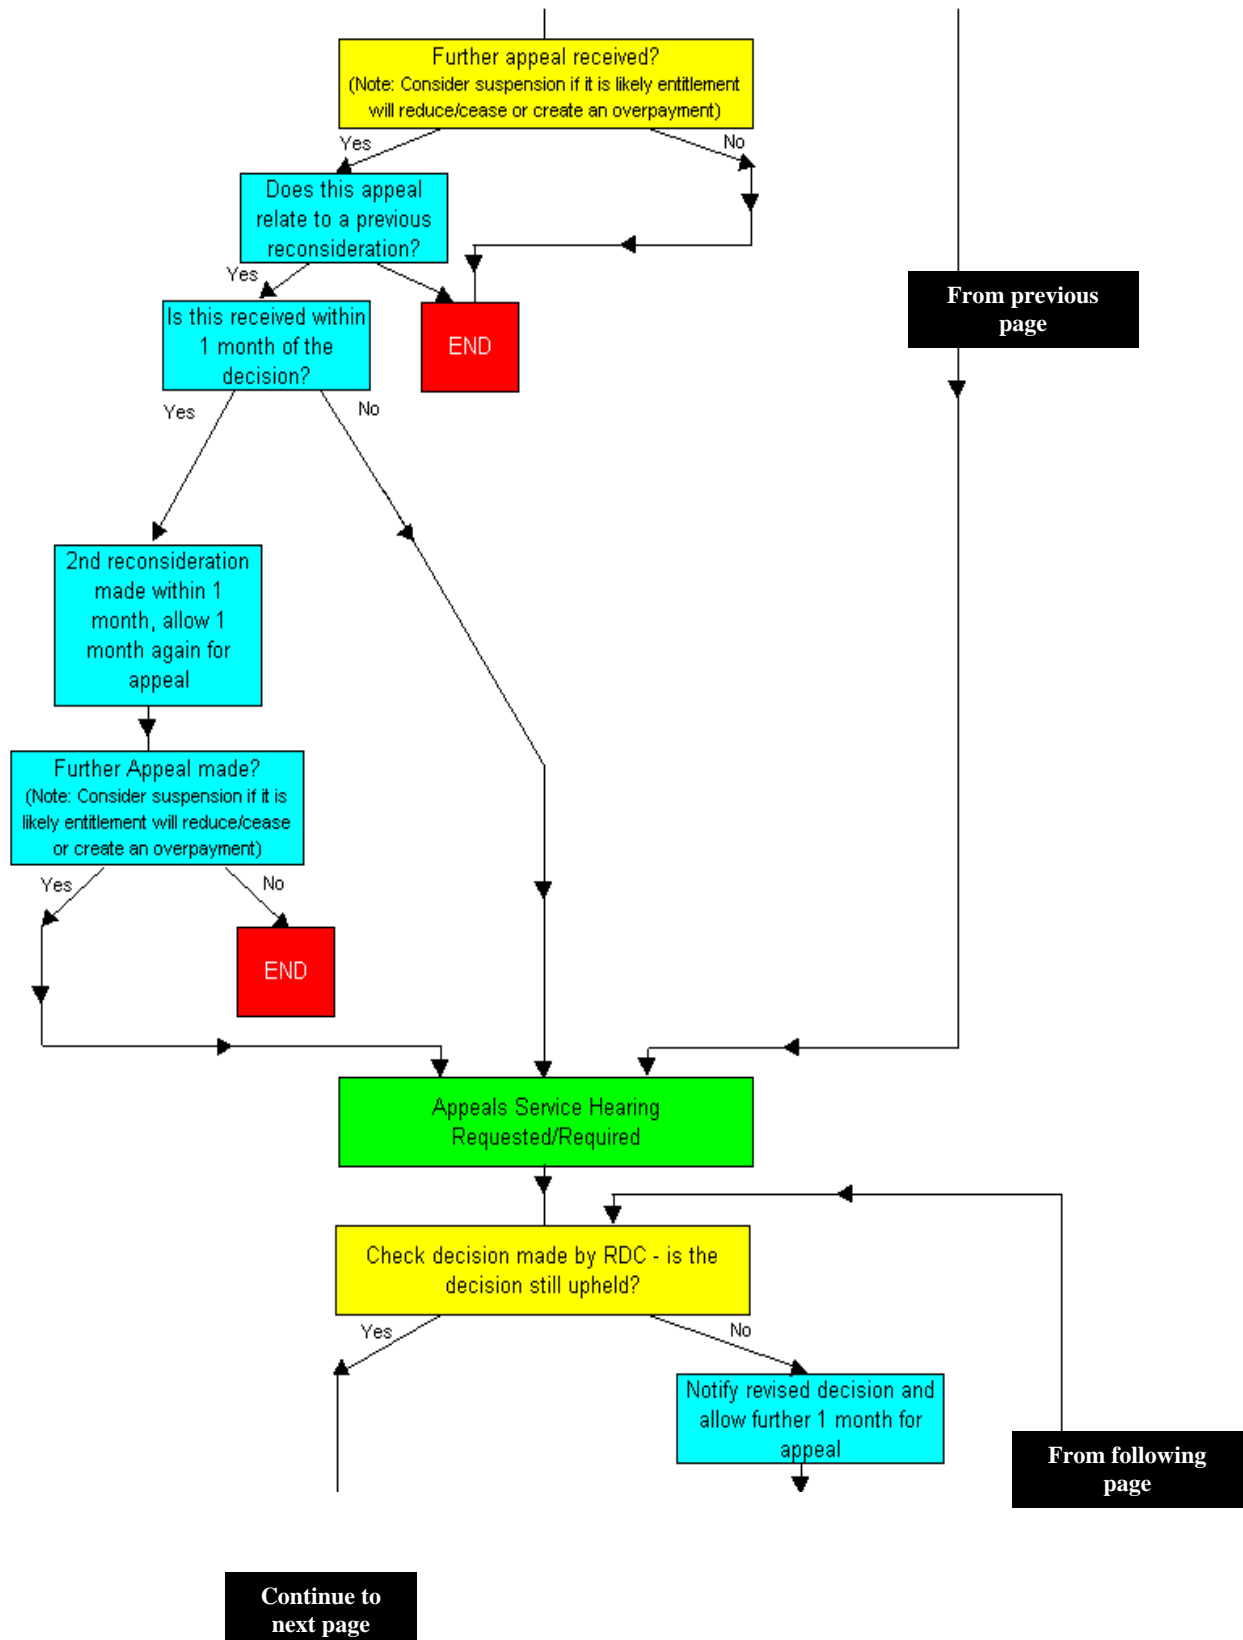 Further appeal received?
(Note: Consider suspension if it is likely entitlement
will reduce/cease or create an overpayment)
Yes
No
Does this appeal
relate to a previous
reconsideration?
Yes
From previous
page
Is this received within
1 month of the
decision?
END
Yes
No
2nd reconsideration
made within 1
month, allow 1
month again for
appeal
Further Appeal made?
(Note: Consider suspension if it is
likely entitlement will reduce/cease
or create an overpayment)
Yes
No
END
Appeals Service Hearing
Requested/Required
Check decision made by RDC - is the
decision still upheld?
Yes
No
Notify revised decision and
allow further 1 month for
appeal
From following
page
Continue to
next page